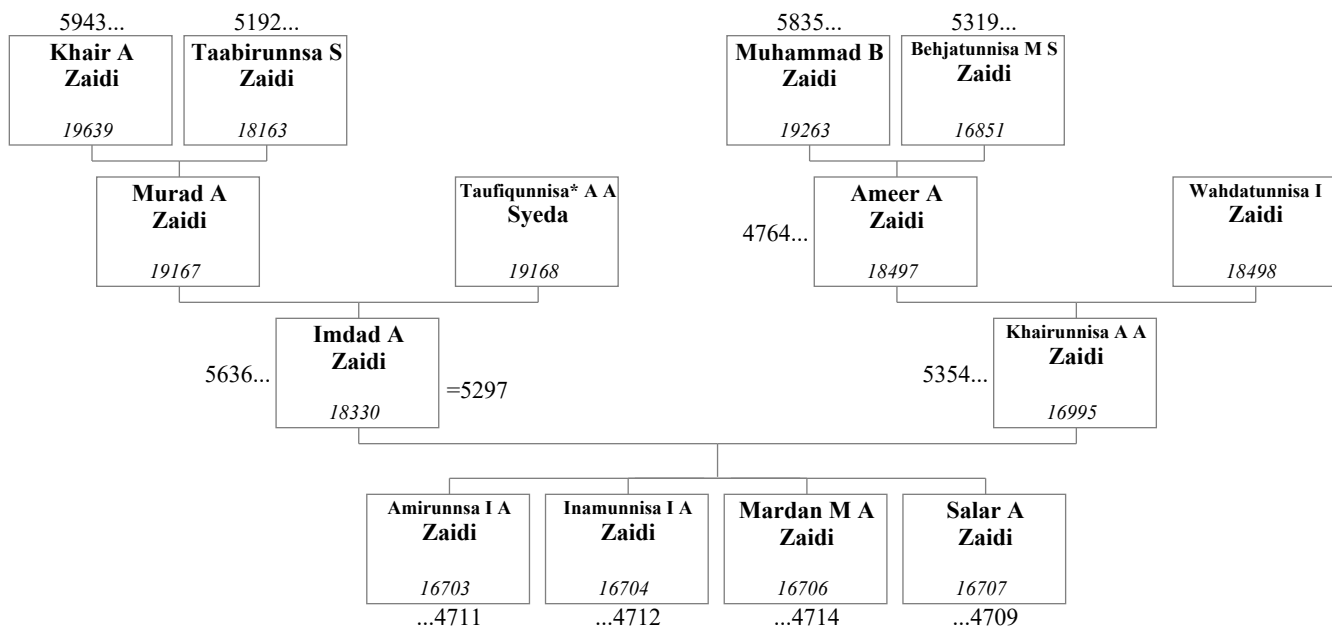 5943...
5192...
5835...
5319...
Khair A
Zaidi
19639
Taabirunnsa S
Zaidi
18163
Muhammad B
Zaidi
19263
Behjatunnisa M S
Zaidi
16851
Murad A
Zaidi
19167
Taufiqunnisa* A A
Syeda
19168
4764...
Ameer A
Zaidi
18497
Wahdatunnisa I
Zaidi
18498
5636...
Imdad A
Zaidi
18330
=5297
5354...
Khairunnisa A A
Zaidi
16995
Amirunnsa I A
Zaidi
16703
...4711
Inamunnisa I A
Zaidi
16704
...4712
Mardan M A
Zaidi
16706
...4714
Salar A
Zaidi
16707
...4709